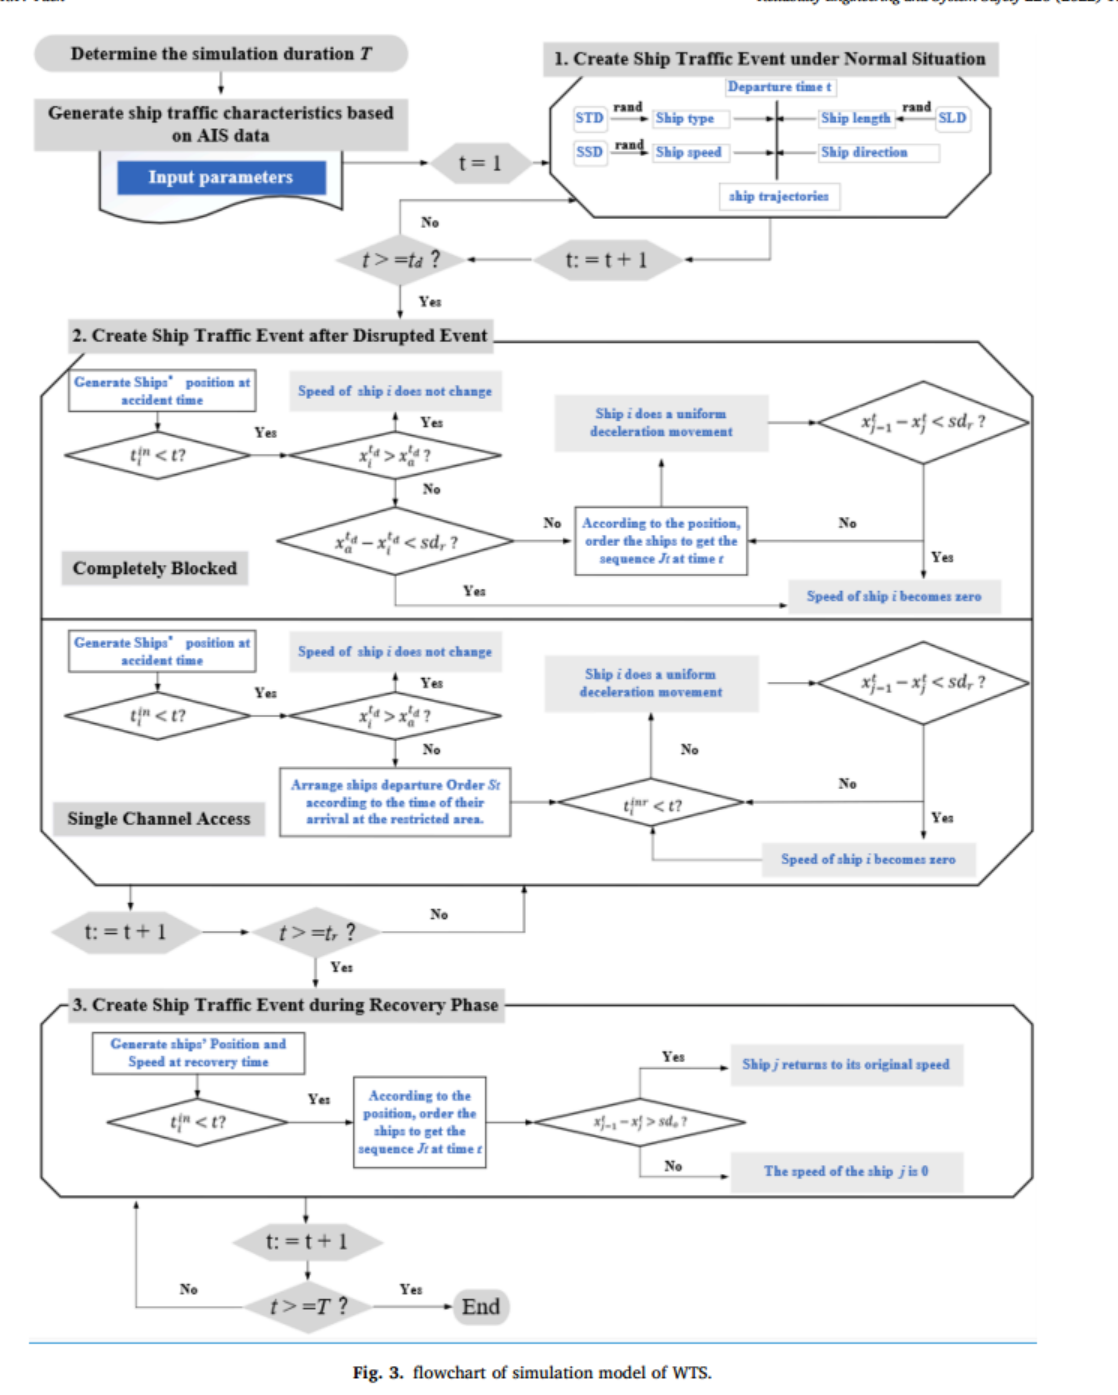 Determine the simulation duration T
Generate ship traffic characteristics based
on AIS data
Input parameters
t = 1
1. Create Ship Traffic Event under Normal Situation
Departure time t
STD
rand
Ship type
Ship length
rand
SLD
SSD
rand
Ship speed
Ship direction
ship trajectories
No
t > =t_d ?
t: = t + 1
Yes
2. Create Ship Traffic Event after Disrupted Event
Generate Ships' position at
accident time
Speed of ship i does not change
Yes
Yes
t_i^{in} < t?
x_i^{t_d} > x_a^{t_d} ?
No
x_a^{t_d} − x_i^{t_d} < sd_r ?
No
Yes
Ship i does a uniform
deceleration movement
x_{j−1}^t − x_j^t < sd_r ?
According to the position,
order the ships to get the
sequence Jt at time t
No
Yes
Speed of ship i becomes zero
Completely Blocked
Generate Ships' position at
accident time
Speed of ship i does not change
Yes
Yes
t_i^{in} < t?
x_i^{t_d} > x_a^{t_d} ?
No
Arrange ships departure Order St
according to the time of their
arrival at the restricted area.
Ship i does a uniform
deceleration movement
x_{j−1}^t − x_j^t < sd_r ?
No
t_i^{inr} < t?
No
Yes
Speed of ship i becomes zero
Single Channel Access
t: = t + 1
t > =t_r ?
No
Yes
3. Create Ship Traffic Event during Recovery Phase
Generate ships' Position and
Speed at recovery time
t_i^{in} < t?
Yes
According to the
position, order the
ships to get the
sequence Jt at time t
x_{j−1}^t − x_j^t > sd_s ?
Yes
Ship j returns to its original speed
No
The speed of the ship j is 0
t: = t + 1
No
t > =T ?
Yes
End
Fig. 3. flowchart of simulation model of WTS.